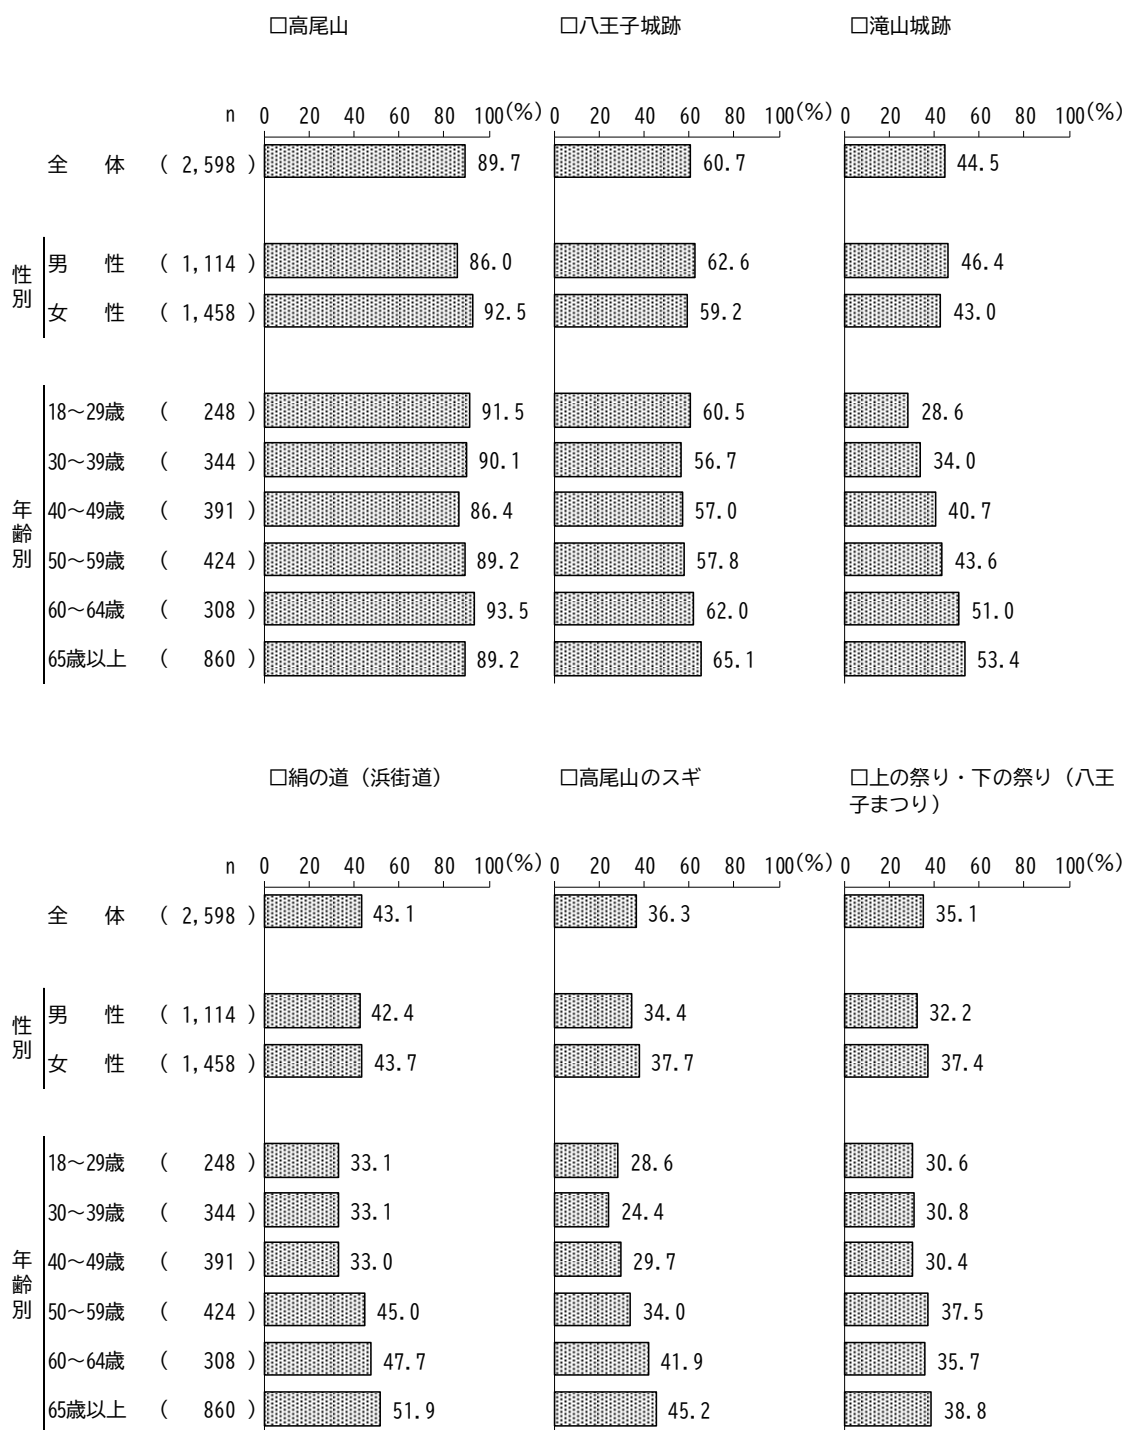 □高尾山 □八王子城跡 □滝山城跡
n 0 20 40 60 80 100(%) 0 20 40 60 80 100(%) 0 20 40 60 80 100(%)
全 体 ( 2,598 ) 89.7 60.7 44.5
性別
男 性 ( 1,114 ) 86.0 62.6 46.4
女 性 ( 1,458 ) 92.5 59.2 43.0
年齢別
18～29歳 ( 248 ) 91.5 60.5 28.6
30～39歳 ( 344 ) 90.1 56.7 34.0
40～49歳 ( 391 ) 86.4 57.0 40.7
50～59歳 ( 424 ) 89.2 57.8 43.6
60～64歳 ( 308 ) 93.5 62.0 51.0
65歳以上 ( 860 ) 89.2 65.1 53.4
□絹の道（浜街道） □高尾山のスギ □上の祭り・下の祭り（八王
子まつり）
n 0 20 40 60 80 100(%) 0 20 40 60 80 100(%) 0 20 40 60 80 100(%)
全 体 ( 2,598 ) 43.1 36.3 35.1
性別
男 性 ( 1,114 ) 42.4 34.4 32.2
女 性 ( 1,458 ) 43.7 37.7 37.4
年齢別
18～29歳 ( 248 ) 33.1 28.6 30.6
30～39歳 ( 344 ) 33.1 24.4 30.8
40～49歳 ( 391 ) 33.0 29.7 30.4
50～59歳 ( 424 ) 45.0 34.0 37.5
60～64歳 ( 308 ) 47.7 41.9 35.7
65歳以上 ( 860 ) 51.9 45.2 38.8